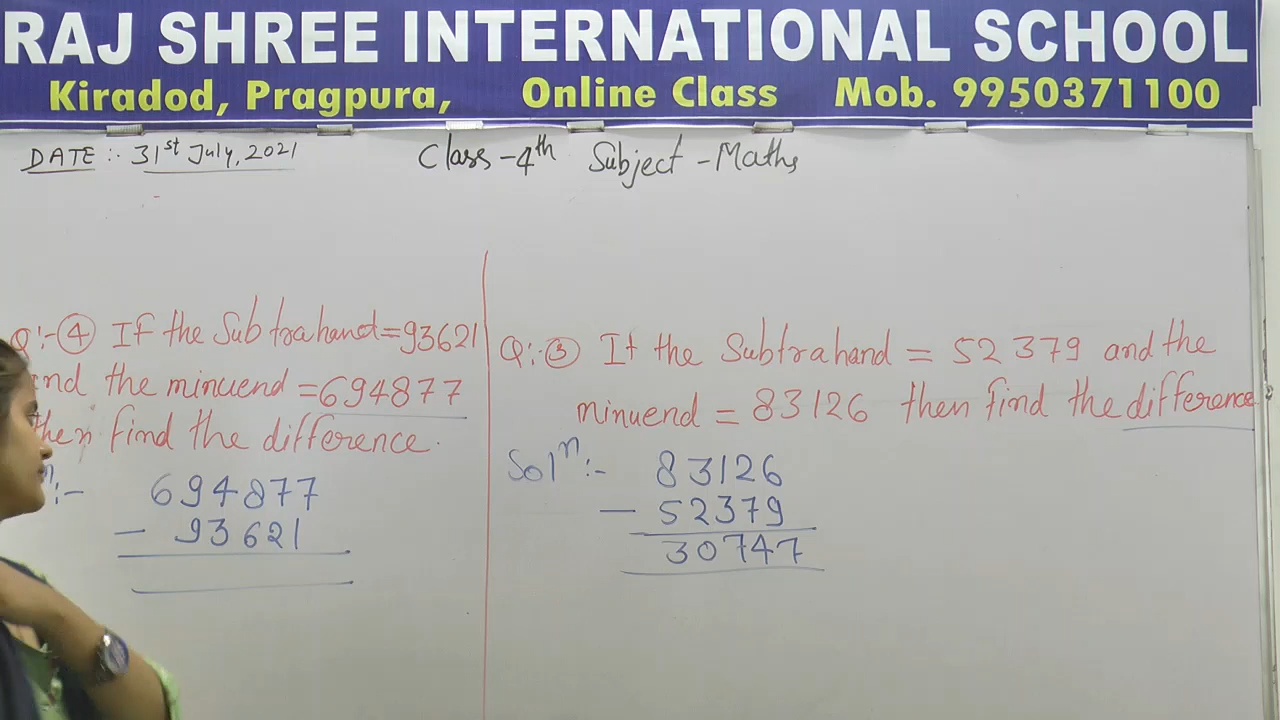 RAJ SHREE INTERNATIONAL SCHOOL
Kiradod, Pragpura, Online Class Mob. 9950371100
DATE :- 31st July, 2021 Class-4th Subject-Maths
Q:-④ If the Subtrahand=93621
and the minuend=694877
then find the difference.
n:-
694877
- 93621
Q:-③ If the Subtrahand = 52379 and the
minuend = 83126 then find the difference
Solⁿ:- 83126
- 52379
30747